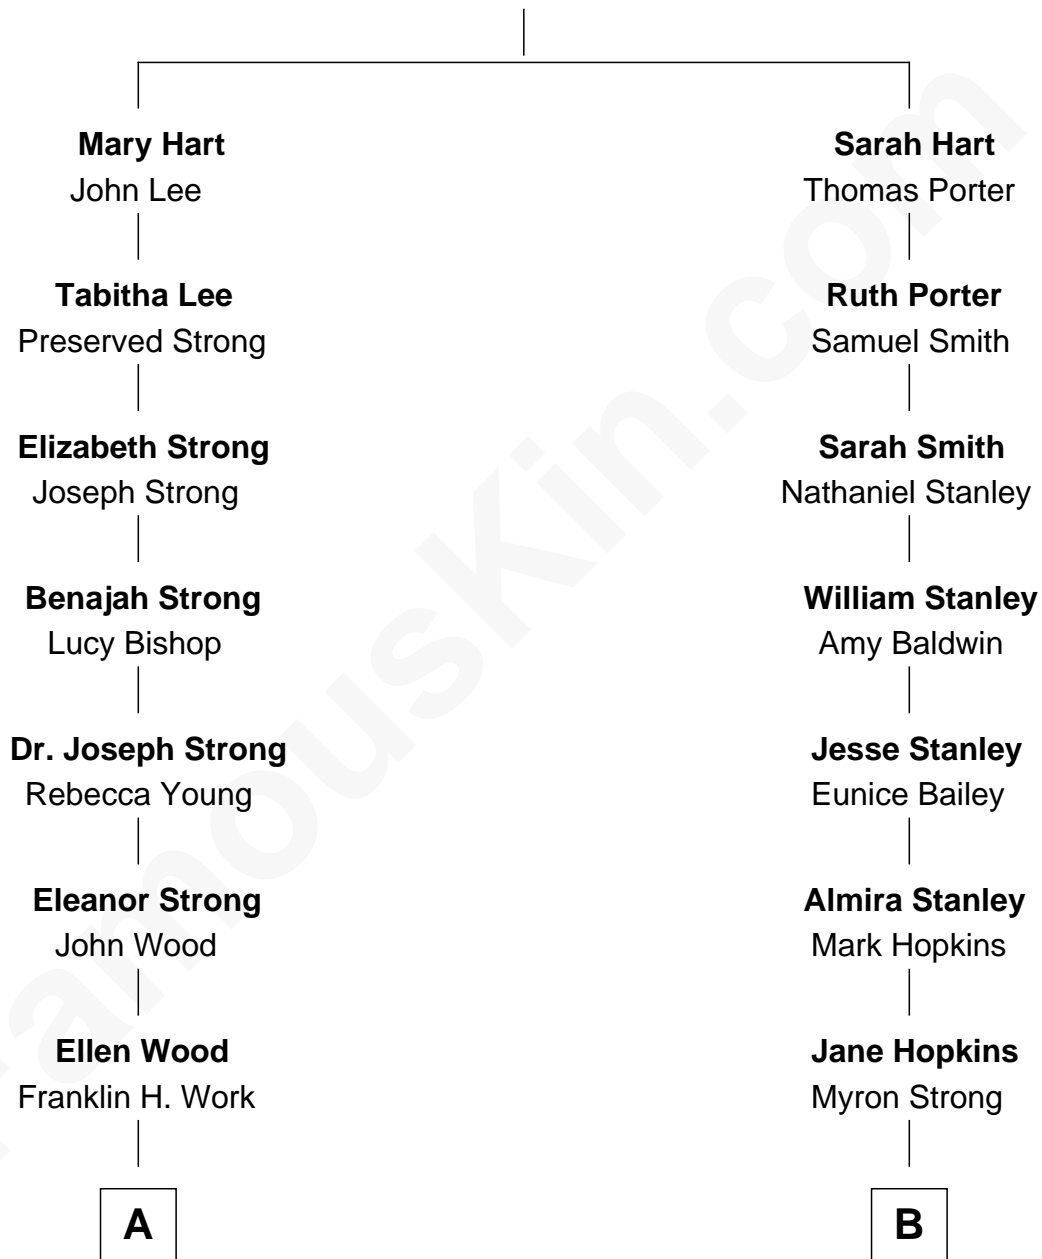 Mary Hart
John Lee
Tabitha Lee
Preserved Strong
Elizabeth Strong
Joseph Strong
Benajah Strong
Lucy Bishop
Dr. Joseph Strong
Rebecca Young
Eleanor Strong
John Wood
Ellen Wood
Franklin H. Work
A
Sarah Hart
Thomas Porter
Ruth Porter
Samuel Smith
Sarah Smith
Nathaniel Stanley
William Stanley
Amy Baldwin
Jesse Stanley
Eunice Bailey
Almira Stanley
Mark Hopkins
Jane Hopkins
Myron Strong
B
FamousKin.com